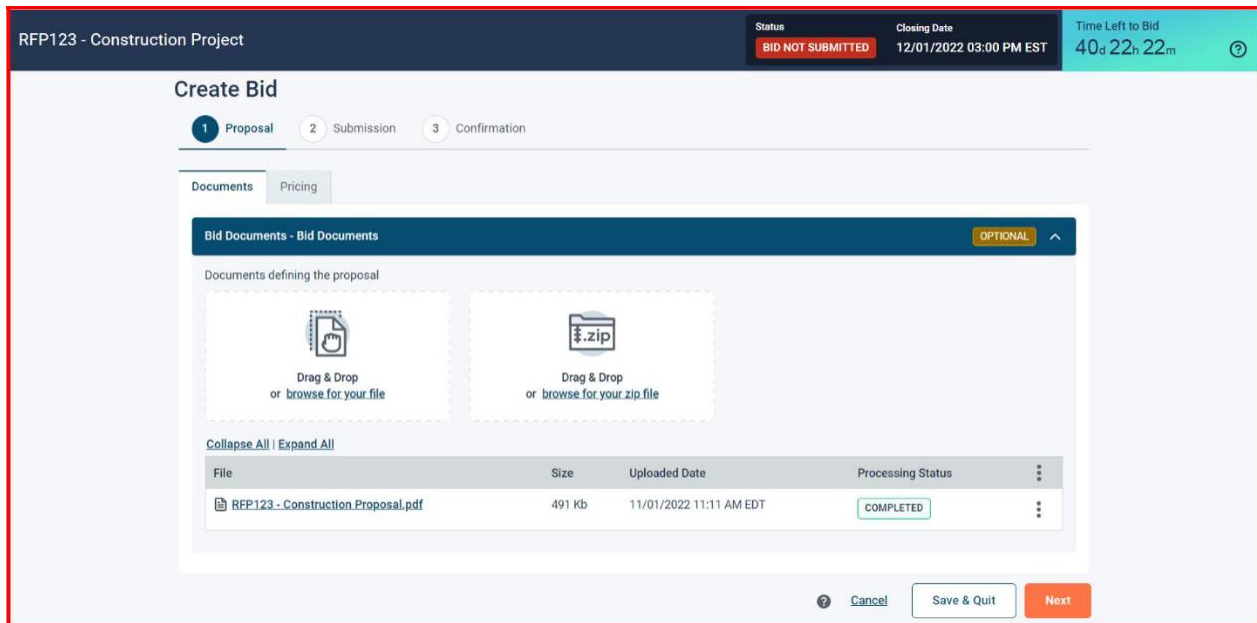 RFP123 - Construction Project
Status
BID NOT SUBMITTED
Closing Date
12/01/2022 03:00 PM EST
Time Left to Bid
40d 22h 22m
Create Bid
1 Proposal 2 Submission 3 Confirmation
Documents Pricing
Bid Documents - Bid Documents OPTIONAL
Documents defining the proposal
.zip
Drag & Drop
or browse for your file
Drag & Drop
or browse for your zip file
Collapse All | Expand All
File Size Uploaded Date Processing Status
RFP123 - Construction Proposal.pdf 491 Kb 11/01/2022 11:11 AM EDT COMPLETED
Cancel Save & Quit Next